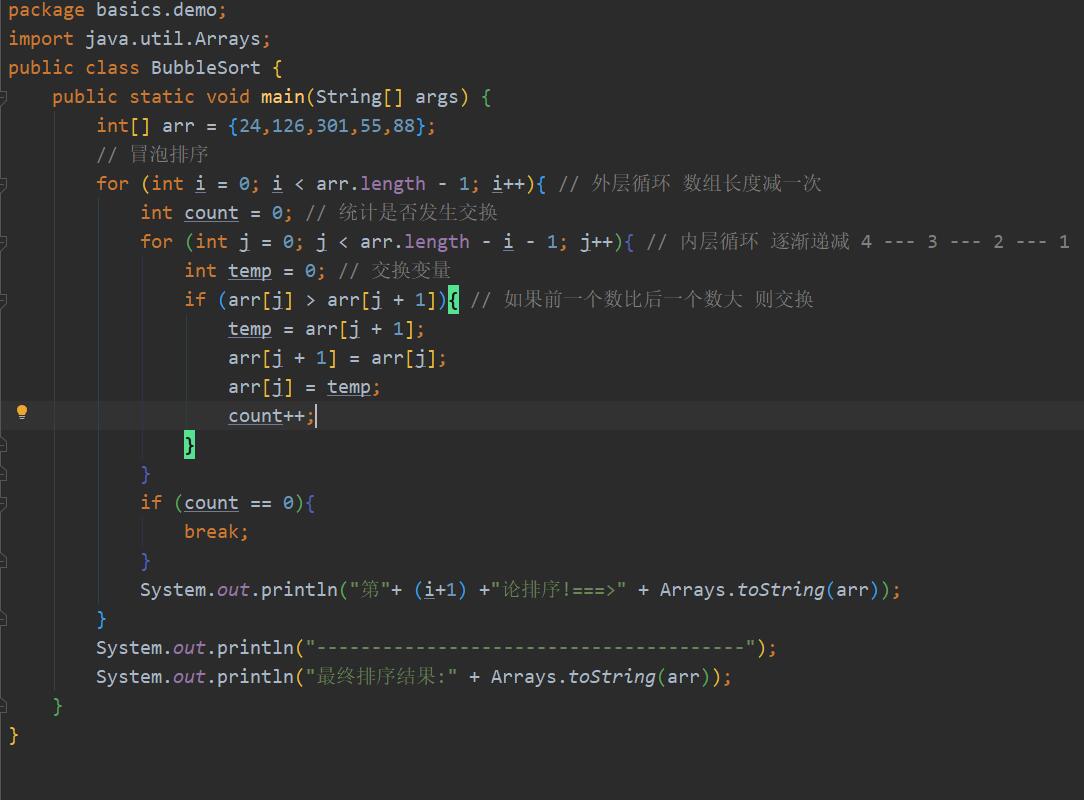 package basics.demo;
import java.util.Arrays;
public class BubbleSort {
    public static void main(String[] args) {
        int[] arr = {24,126,301,55,88};
        // 冒泡排序
        for (int i = 0; i < arr.length - 1; i++){ // 外层循环 数组长度减一次
            int count = 0; // 统计是否发生交换
            for (int j = 0; j < arr.length - i - 1; j++){ // 内层循环 逐渐递减 4 --- 3 --- 2 --- 1
                int temp = 0; // 交换变量
                if (arr[j] > arr[j + 1]){ // 如果前一个数比后一个数大 则交换
                    temp = arr[j + 1];
                    arr[j + 1] = arr[j];
                    arr[j] = temp;
                    count++;
                }
            }
            if (count == 0){
                break;
            }
            System.out.println("第"+ (i+1) +"论排序!===>" + Arrays.toString(arr));
        }
        System.out.println("---------------------------------------");
        System.out.println("最终排序结果:" + Arrays.toString(arr));
    }
}